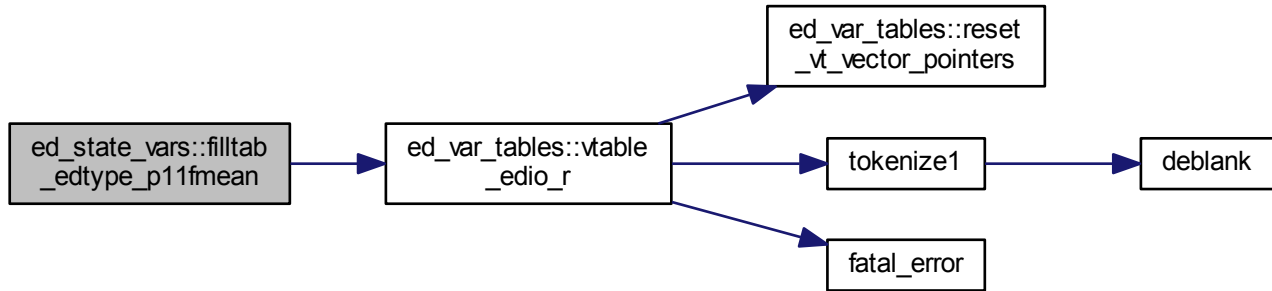 ed_state_vars::filltab
_edtype_p11fmean
ed_var_tables::vtable
_edio_r
ed_var_tables::reset
_vt_vector_pointers
tokenize1
deblank
fatal_error